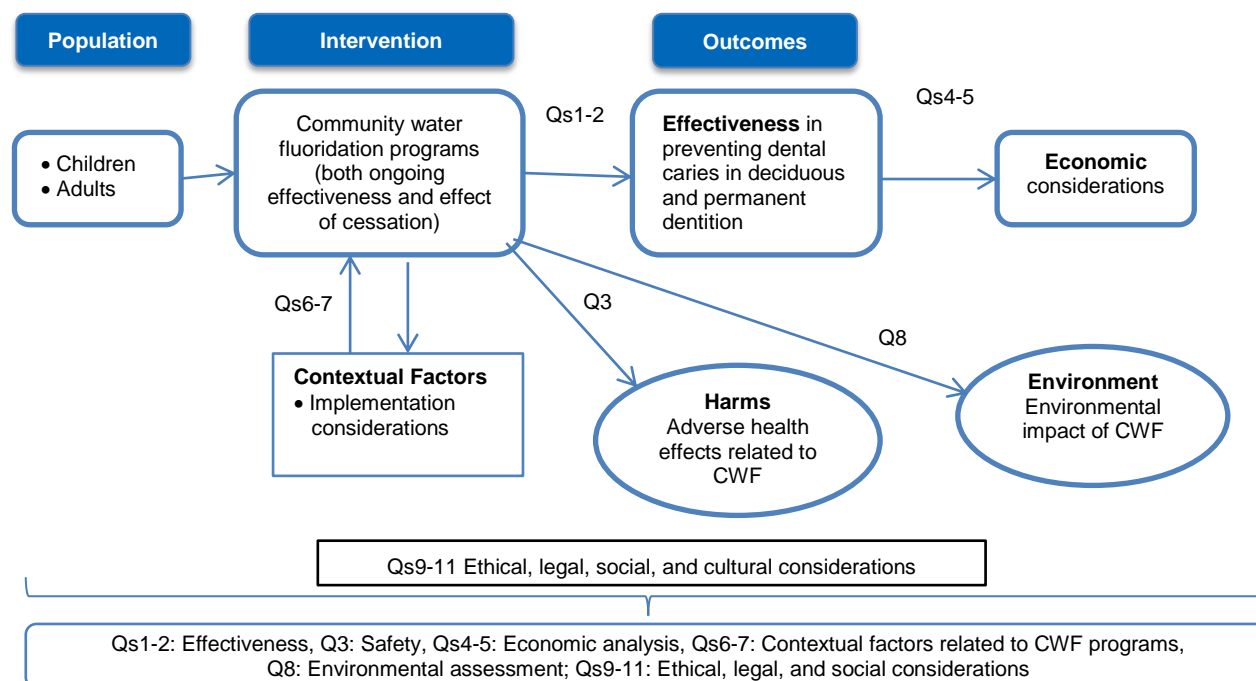 Population
Intervention
Outcomes
• Children
• Adults
Community water
fluoridation programs
(both ongoing
effectiveness and effect
of cessation)
Qs1-2
Effectiveness in
preventing dental
caries in deciduous
and permanent
dentition
Qs4-5
Economic
considerations
Qs6-7
Q3
Q8
Contextual Factors
• Implementation
considerations
Harms
Adverse health
effects related to
CWF
Environment
Environmental
impact of CWF
Qs9-11 Ethical, legal, social, and cultural considerations
Qs1-2: Effectiveness, Q3: Safety, Qs4-5: Economic analysis, Qs6-7: Contextual factors related to CWF programs,
Q8: Environmental assessment; Qs9-11: Ethical, legal, and social considerations